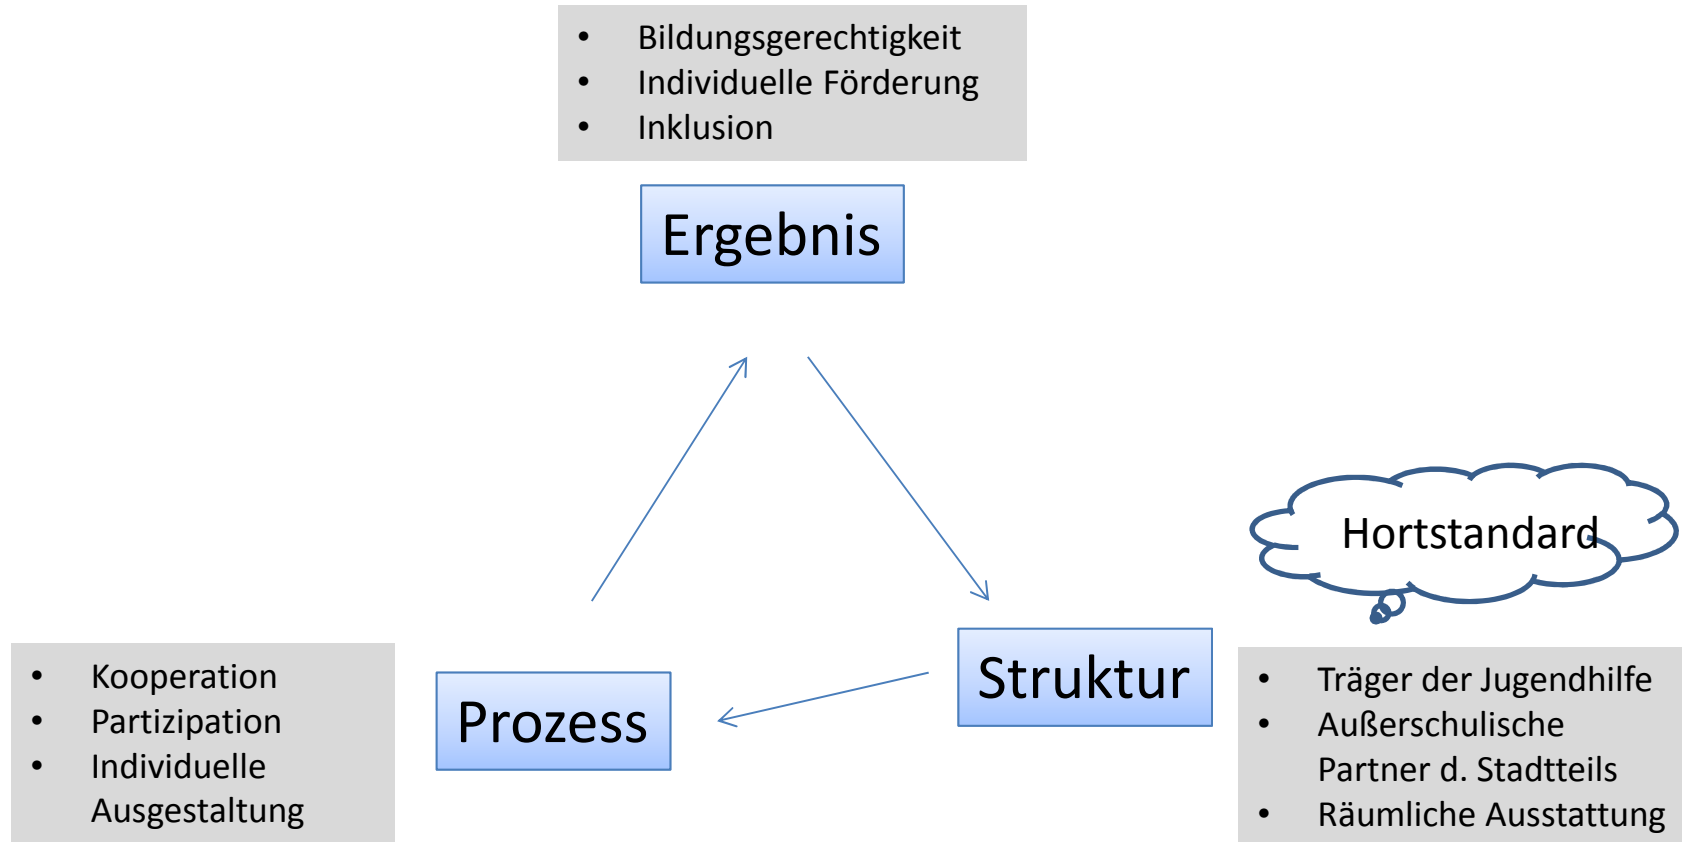 • Bildungsgerechtigkeit
• Individuelle Förderung
• Inklusion
Ergebnis
Hortstandard
Struktur
• Träger der Jugendhilfe
• Außerschulische
Partner d. Stadtteils
• Räumliche Ausstattung
Prozess
• Kooperation
• Partizipation
• Individuelle
Ausgestaltung